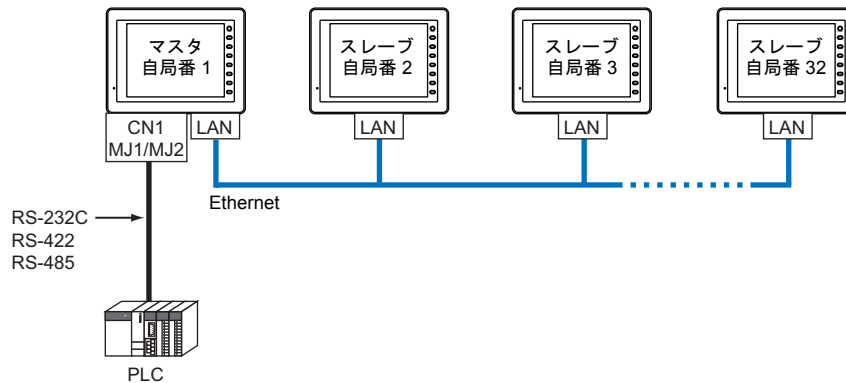 マスタ
自局番 1
スレーブ
自局番 2
スレーブ
自局番 3
スレーブ
自局番 32
CN1
MJ1/MJ2
LAN
LAN
LAN
LAN
Ethernet
RS-232C
RS-422
RS-485
PLC